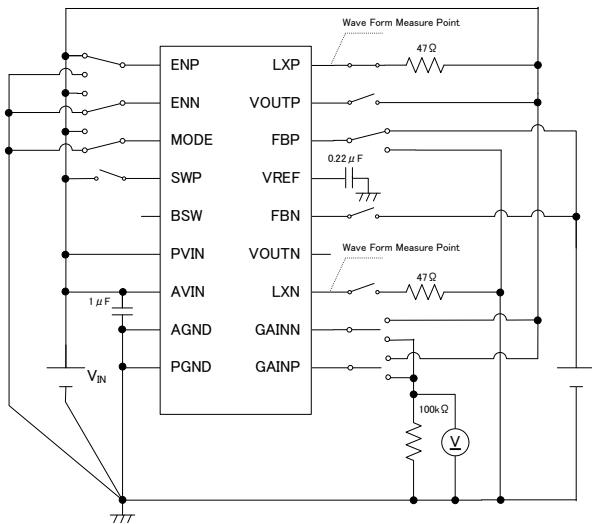 Wave Form Measure Point
47Ω
ENP
LXP
ENN
VOUTP
MODE
FBP
0.22μF
SWP
VREF
BSW
FBN
PVIN
VOUTN
Wave Form Measure Point
47Ω
AVIN
LXN
1μF
AGND
GAINN
PGND
GAINP
VIN
100kΩ
V